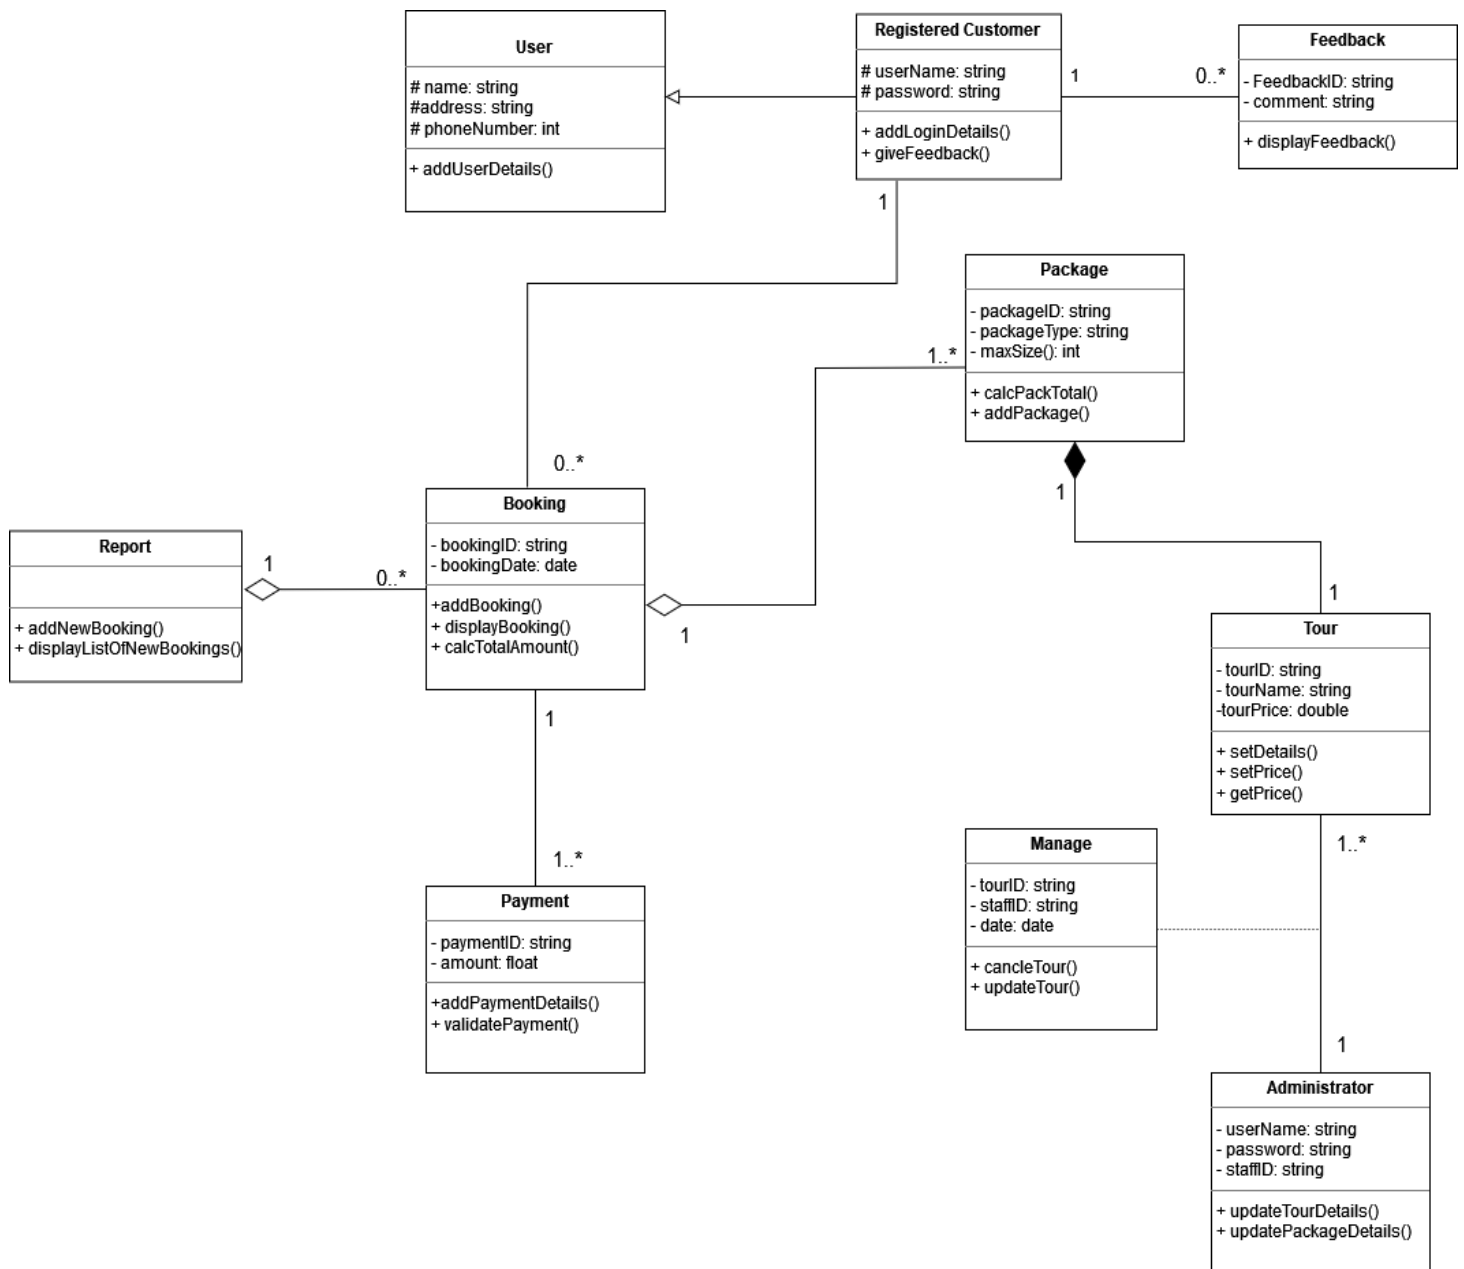 User
# name: string
#address: string
# phoneNumber: int
+ addUserDetails()
Registered Customer
# userName: string
# password: string
+ addLoginDetails()
+ giveFeedback()
1
0..*
Feedback
- FeedbackID: string
- comment: string
+ displayFeedback()
1
0..*
Package
- packageID: string
- packageType: string
- maxSize(): int
+ calcPackTotal()
+ addPackage()
1..*
1
1
Report
+ addNewBooking()
+ displayListOfNewBookings()
1
0..*
Booking
- bookingID: string
- bookingDate: date
+addBooking()
+ displayBooking()
+ calcTotalAmount()
1
1
1..*
Tour
- tourID: string
- tourName: string
-tourPrice: double
+ setDetails()
+ setPrice()
+ getPrice()
1..*
1
Manage
- tourID: string
- staffID: string
- date: date
+ cancleTour()
+ updateTour()
Payment
- paymentID: string
- amount: float
+addPaymentDetails()
+ validatePayment()
Administrator
- userName: string
- password: string
- staffID: string
+ updateTourDetails()
+ updatePackageDetails()